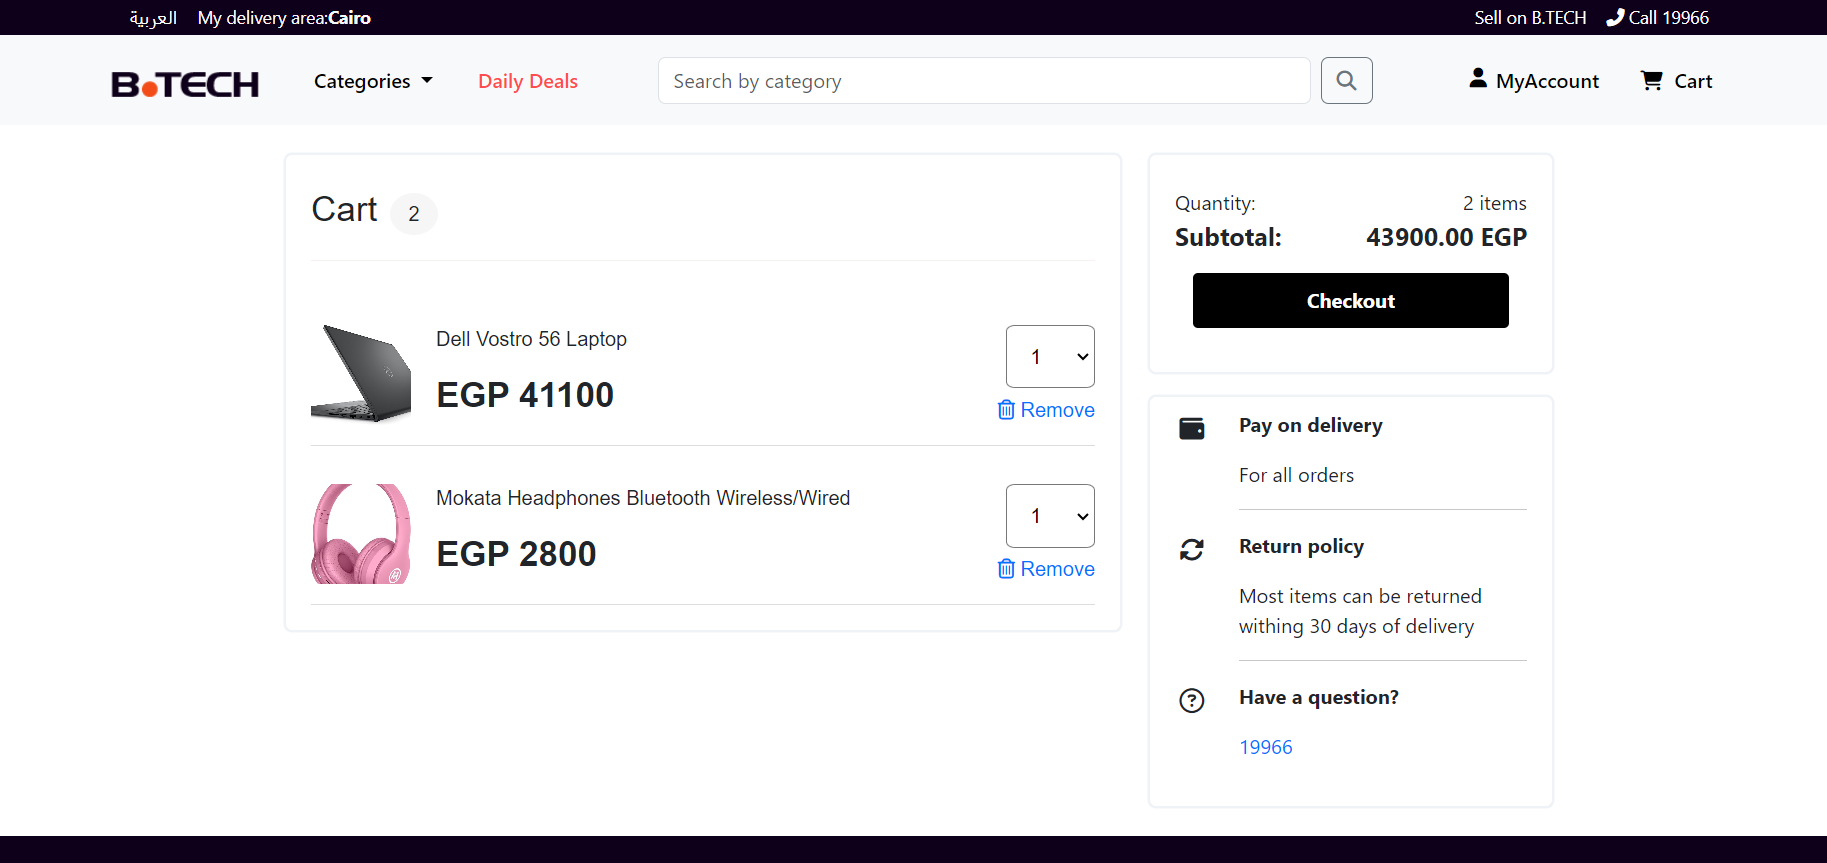 العربية My delivery area:Cairo Sell on B.TECH Call 19966
B.TECH Categories Daily Deals Search by category MyAccount Cart
Cart 2
Dell Vostro 56 Laptop
EGP 41100
1
Remove
Mokata Headphones Bluetooth Wireless/Wired
EGP 2800
1
Remove
Quantity: 2 items
Subtotal: 43900.00 EGP
Checkout
Pay on delivery
For all orders
Return policy
Most items can be returned
withing 30 days of delivery
Have a question?
19966